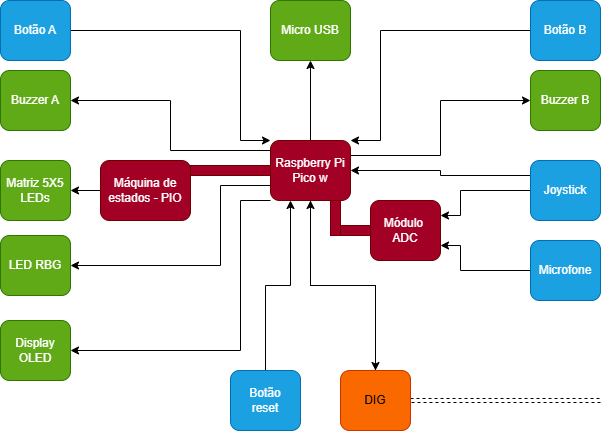 Botão A
Micro USB
Botão B
Buzzer A
Buzzer B
Raspberry Pi
Pico w
Matriz 5X5
LEDs
Máquina de
estados - PIO
Joystick
Módulo
ADC
LED RBG
Microfone
Display
OLED
Botão
reset
DIG